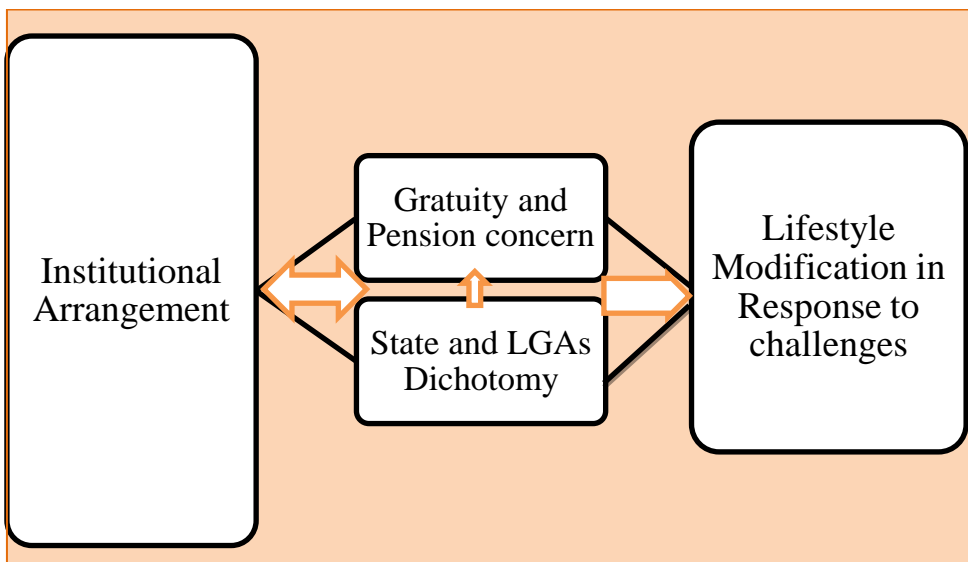 Institutional
Arrangement
Gratuity and
Pension concern
State and LGAs
Dichotomy
Lifestyle
Modification in
Response to
challenges